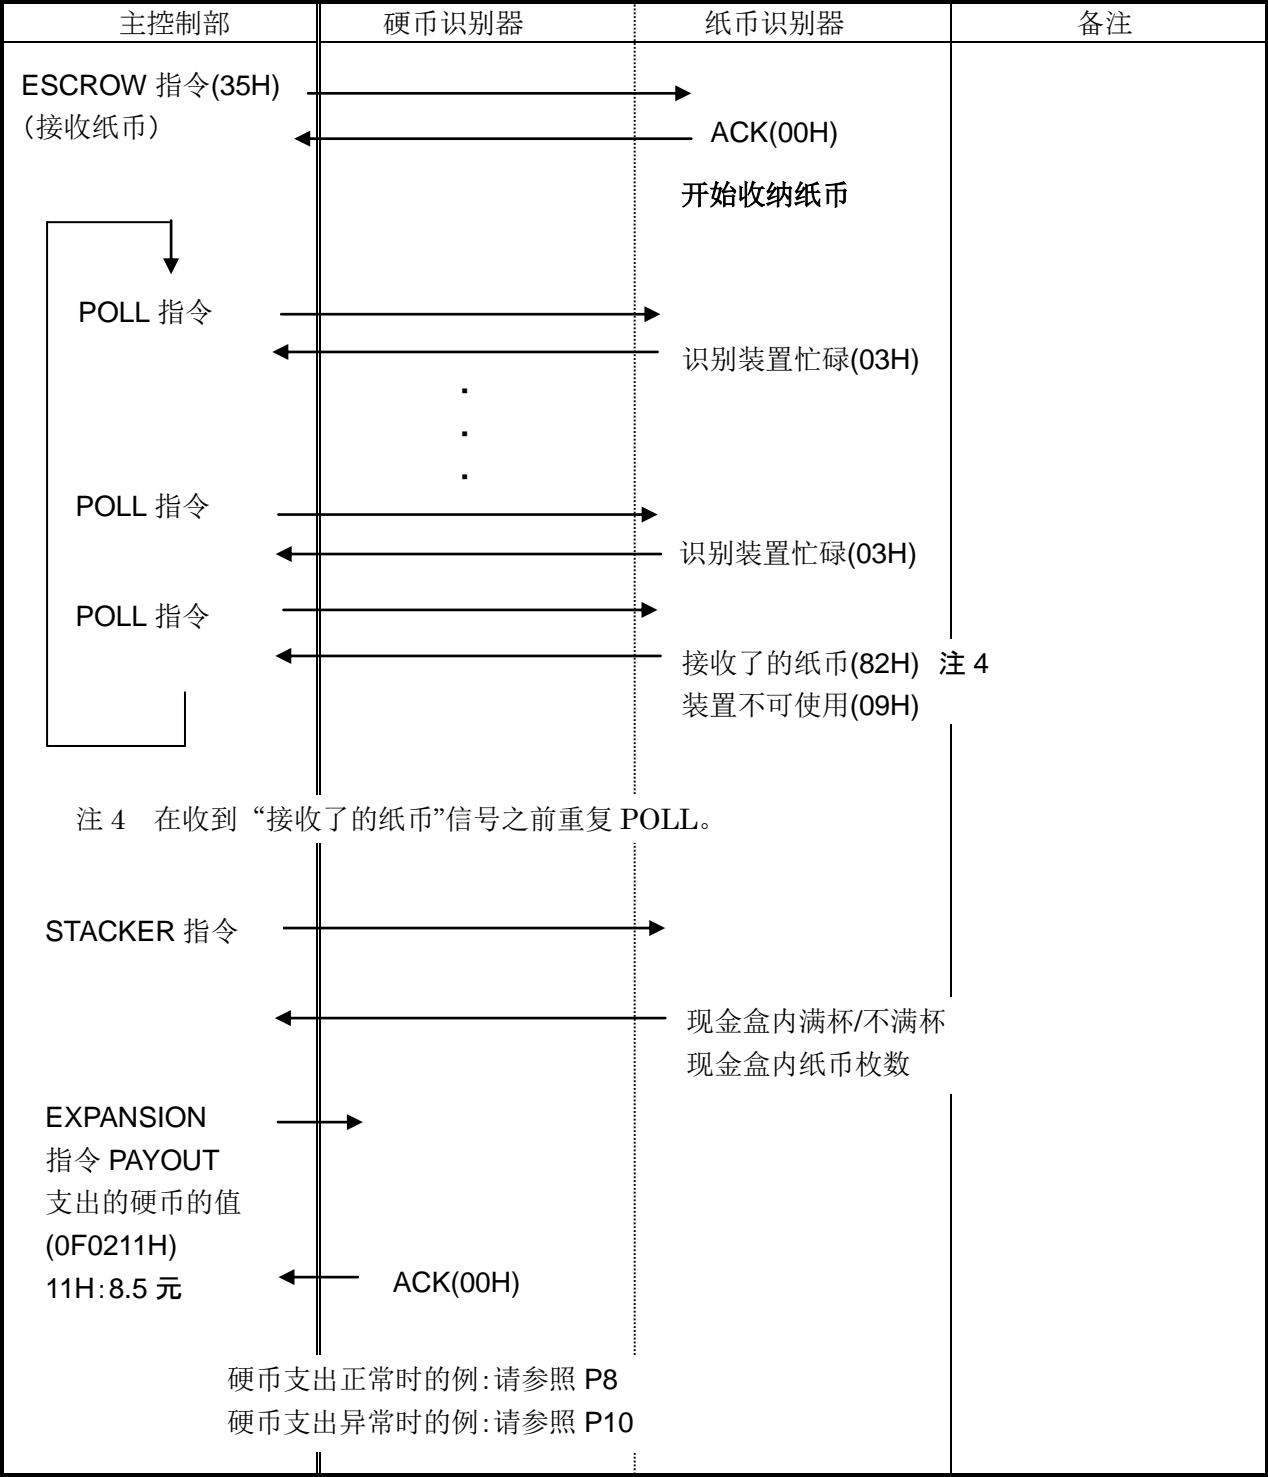 主控制部
硬币识别器
纸币识别器
备注
ESCROW 指令(35H)
（接收纸币）
ACK(00H)
开始收纳纸币
POLL 指令
识别装置忙碌(03H)
POLL 指令
识别装置忙碌(03H)
POLL 指令
接收了的纸币(82H) 注 4
装置不可使用(09H)
注 4 在收到“接收了的纸币”信号之前重复 POLL。
STACKER 指令
现金盒内满杯/不满杯
现金盒内纸币枚数
EXPANSION
指令 PAYOUT
支出的硬币的值
(0F0211H)
11H:8.5 元
ACK(00H)
硬币支出正常时的例:请参照 P8
硬币支出异常时的例:请参照 P10